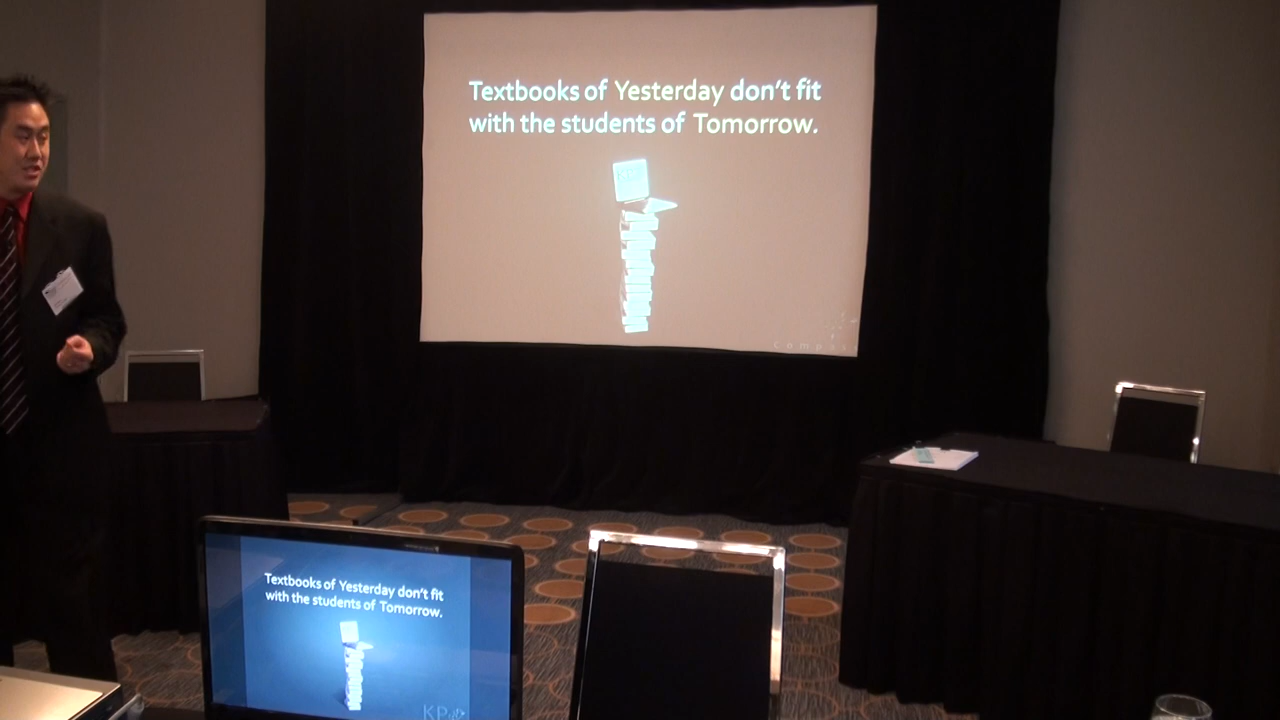 Textbooks of Yesterday don't fit
with the students of Tomorrow.
Textbooks of Yesterday don't fit
with the students of Tomorrow.
KP